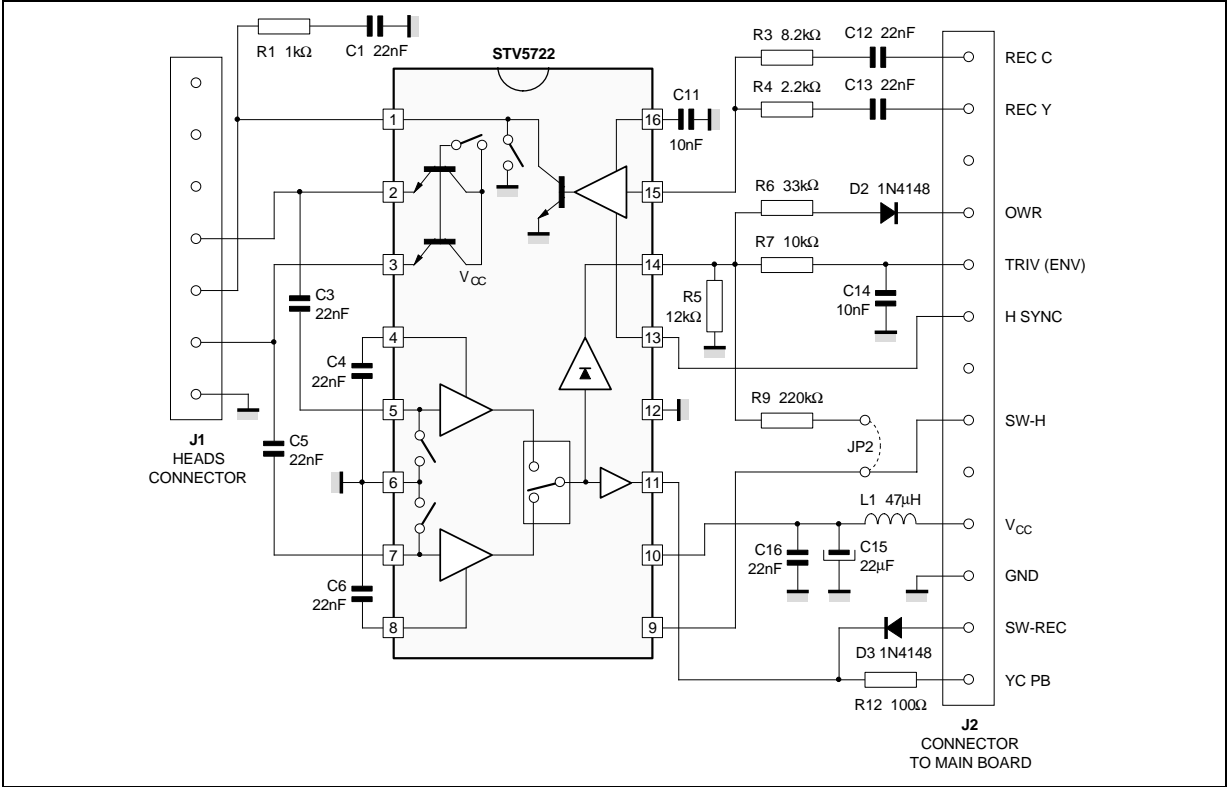 R1 1kΩ
C1 22nF
STV5722
R3 8.2kΩ
C12 22nF
REC C
R4 2.2kΩ
C13 22nF
REC Y
C11
10nF
1
16
2
15
R6 33kΩ
D2 1N4148
OWR
3
VCC
14
R7 10kΩ
TRIV (ENV)
C3
22nF
R5
12kΩ
C14
10nF
H SYNC
4
13
C4
22nF
5
12
R9 220kΩ
SW-H
JP2
J1
HEADS
CONNECTOR
C5
22nF
6
11
L1 47µH
VCC
7
10
C16
22nF
C15
22µF
GND
C6
22nF
8
9
SW-REC
D3 1N4148
YC PB
R12 100Ω
J2
CONNECTOR
TO MAIN BOARD